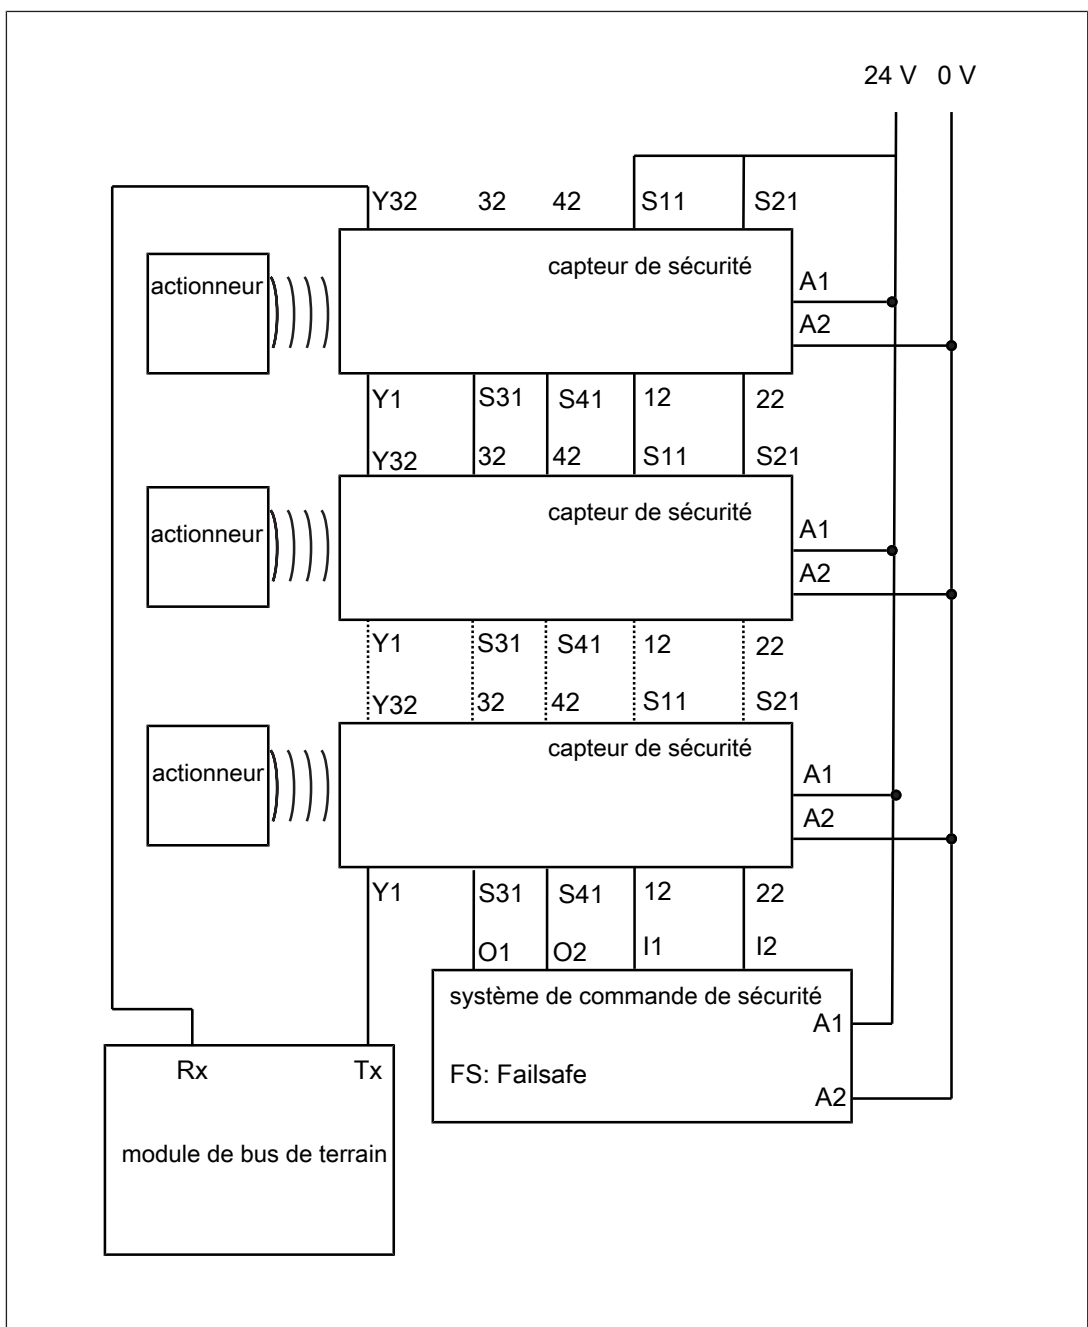 24 V 0 V
Y32 32 42 S11 S21
actionneur capteur de sécurité A1
A2
Y1 S31 S41 12 22
Y32 32 42 S11 S21
actionneur capteur de sécurité A1
A2
Y1 S31 S41 12 22
Y32 32 42 S11 S21
actionneur capteur de sécurité A1
A2
Y1 S31 S41 12 22
O1 O2 I1 I2
système de commande de sécurité
A1
Rx Tx FS: Failsafe
A2
module de bus de terrain